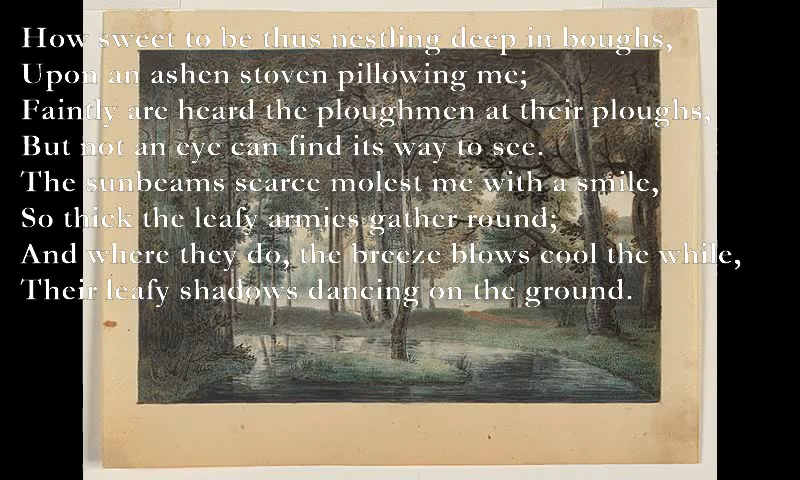 How sweet to be thus nestling deep in boughs,
Upon an ashen stoven pillowing me;
Faintly are heard the ploughmen at their ploughs,
But not an eye can find its way to see.
The sunbeams scarce molest me with a smile,
So thick the leafy armies gather round;
And where they do, the breeze blows cool the while,
Their leafy shadows dancing on the ground.